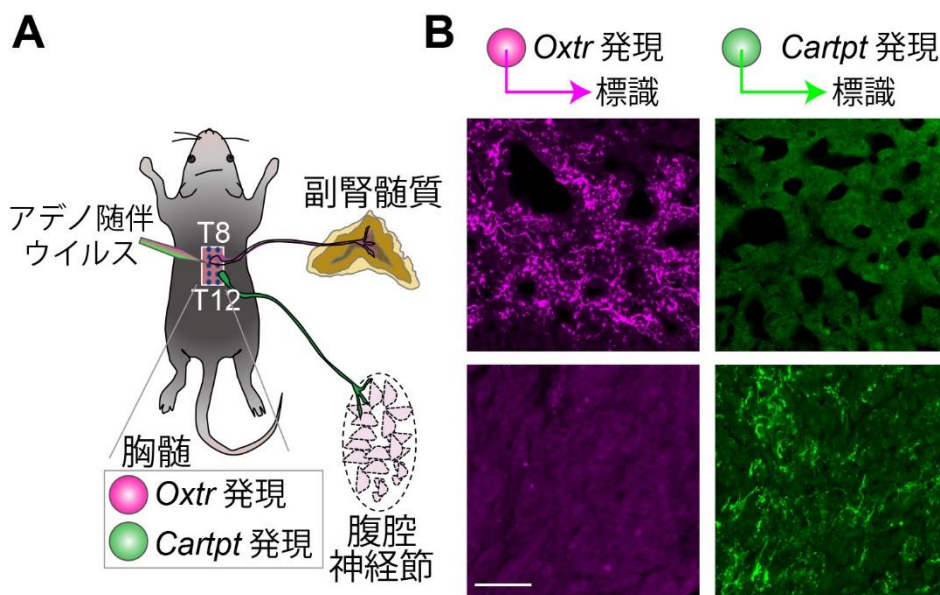 A
アデノ随伴
ウイルス
T8
T12
副腎髄質
胸髄
Oxtr 発現
Cartpt 発現
腹腔
神経節
B
Oxtr 発現
標識
Cartpt 発現
標識